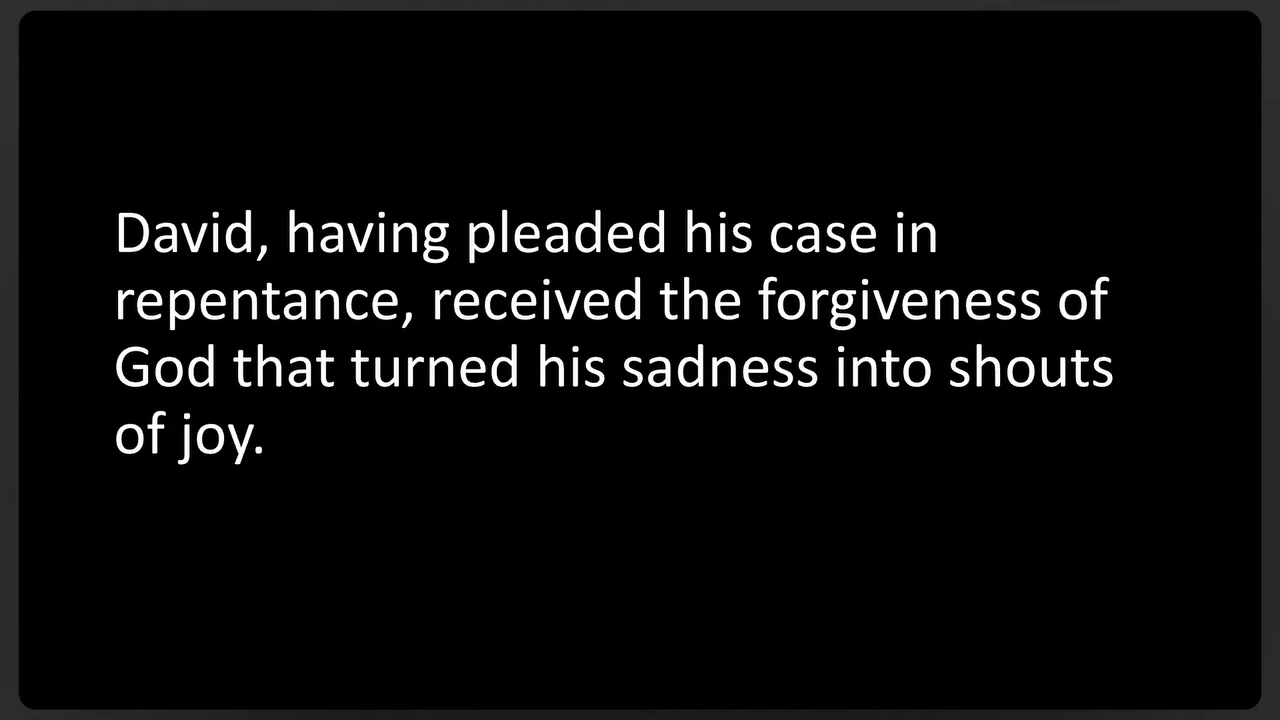 David, having pleaded his case in
repentance, received the forgiveness of
God that turned his sadness into shouts
of joy.